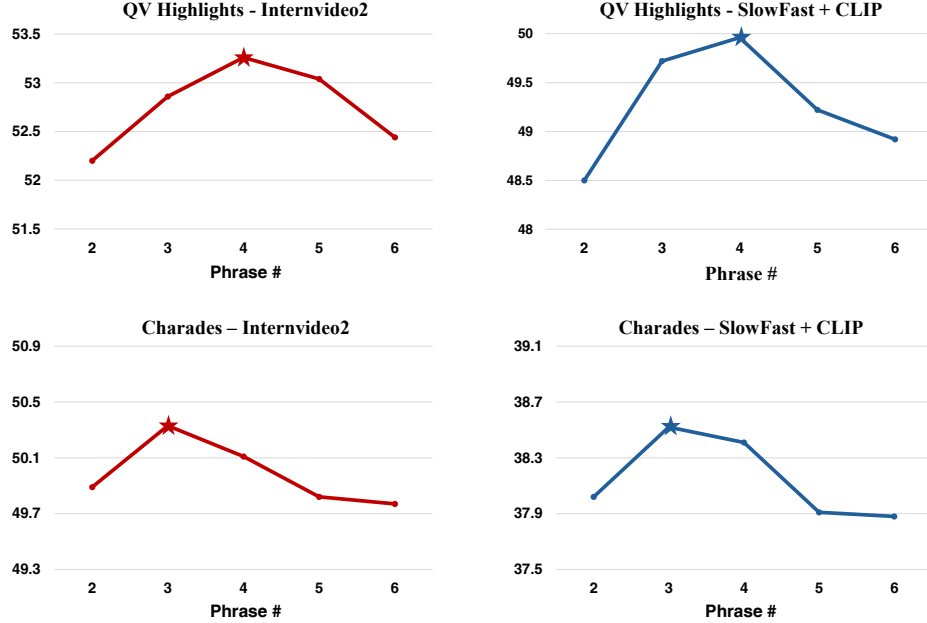 QV Highlights - Internvideo2
53.5
53
52.5
52
51.5
2 3 4 5 6
Phrase #
QV Highlights - SlowFast + CLIP
50
49.5
49
48.5
48
2 3 4 5 6
Phrase #
Charades – Internvideo2
50.9
50.5
50.1
49.7
49.3
2 3 4 5 6
Phrase #
Charades – SlowFast + CLIP
39.1
38.7
38.3
37.9
37.5
2 3 4 5 6
Phrase #